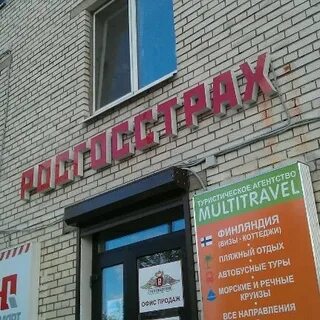 РОСГОССТРАХ
ТУРИСТИЧЕСКОЕ АГЕНТСТВО
MULTITRAVEL
ФИНЛЯНДИЯ
(ВИЗЫ - КОТТЕДЖИ)
ПЛЯЖНЫЙ ОТДЫХ
АВТОБУСНЫЕ ТУРЫ
МОРСКИЕ И РЕЧНЫЕ
КРУИЗЫ
ВСЕ НАПРАВЛЕНИЯ
ОФИС ПРОДАЖ